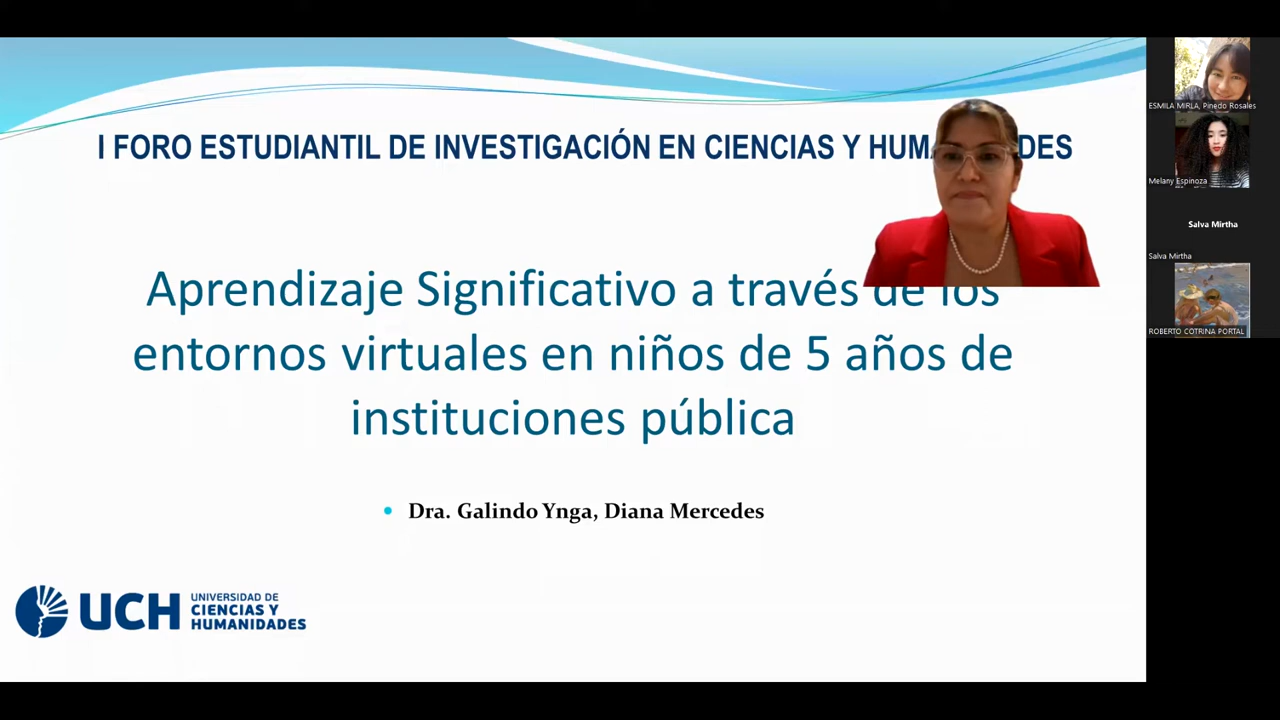 I FORO ESTUDIANTIL DE INVESTIGACIÓN EN CIENCIAS Y HUM DES
Aprendizaje Significativo a través de los
entornos virtuales en niños de 5 años de
instituciones pública
• Dra. Galindo Ynga, Diana Mercedes
UCH
UNIVERSIDAD DE
CIENCIAS Y
HUMANIDADES
ESMILA MIRLA, Pinedo Rosales
Melany Espinoza
Salva Mirtha
Salva Mirtha
ROBERTO COTRINA PORTAL